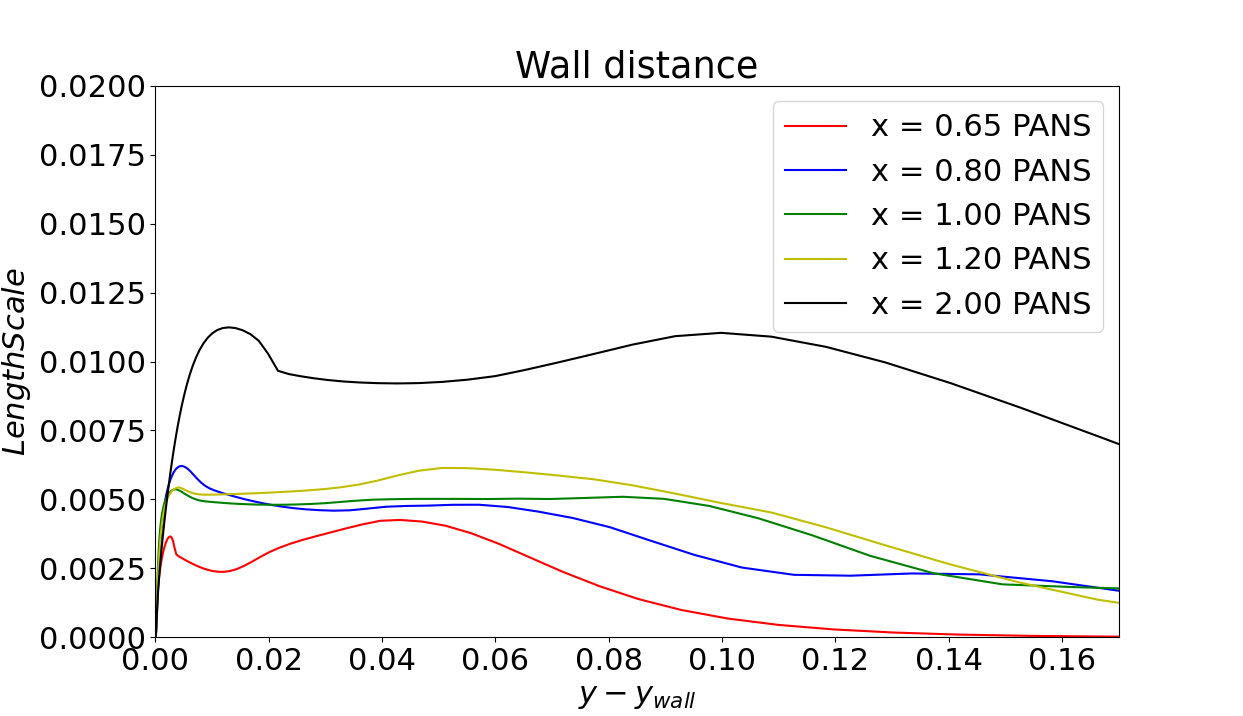 Wall distance
0.0200
0.0175
0.0150
0.0125
0.0100
0.0075
0.0050
0.0025
0.0000
LengthScale
x = 0.65 PANS
x = 0.80 PANS
x = 1.00 PANS
x = 1.20 PANS
x = 2.00 PANS
0.00 0.02 0.04 0.06 0.08 0.10 0.12 0.14 0.16
y − y_wall